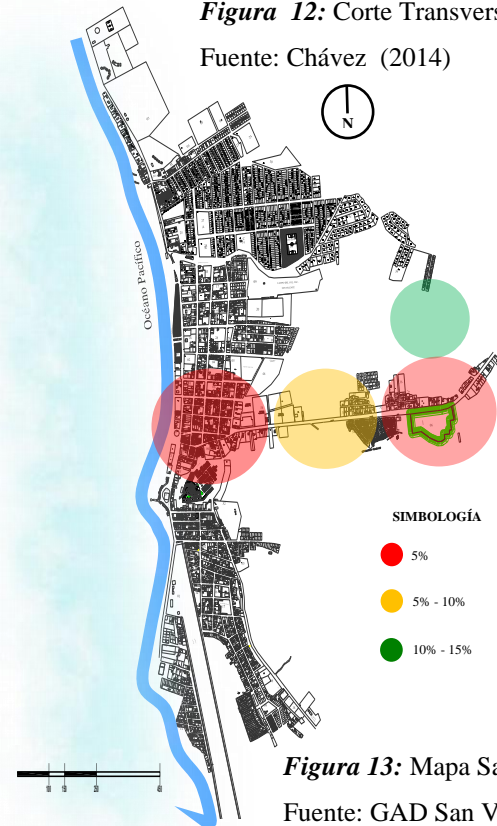 Figura 12: Corte Transvers
Fuente: Chávez (2014)
N
Océano Pacífico
SIMBOLOGÍA
5%
5% - 10%
10% - 15%
Figura 13: Mapa Sa
Fuente: GAD San V